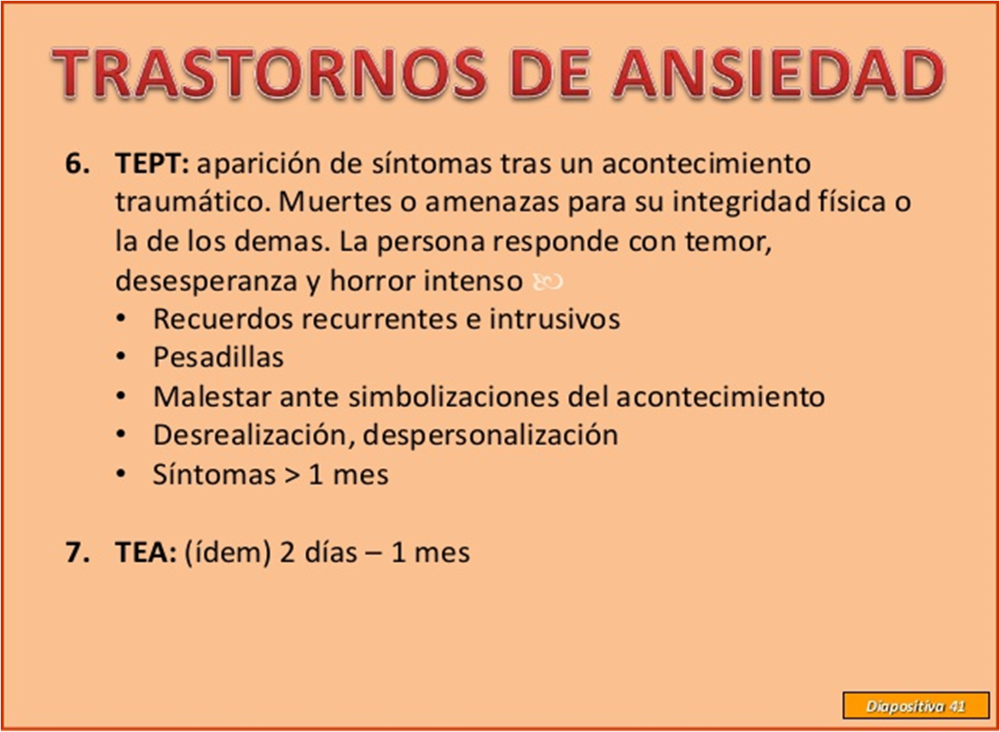 TRASTORNOS DE ANSIEDAD
6. TEPT: aparición de síntomas tras un acontecimiento
traumático. Muertes o amenazas para su integridad física o
la de los demas. La persona responde con temor,
desesperanza y horror intenso
• Recuerdos recurrentes e intrusivos
• Pesadillas
• Malestar ante simbolizaciones del acontecimiento
• Desrealización, despersonalización
• Síntomas > 1 mes
7. TEA: (ídem) 2 días – 1 mes
Diapositiva 41